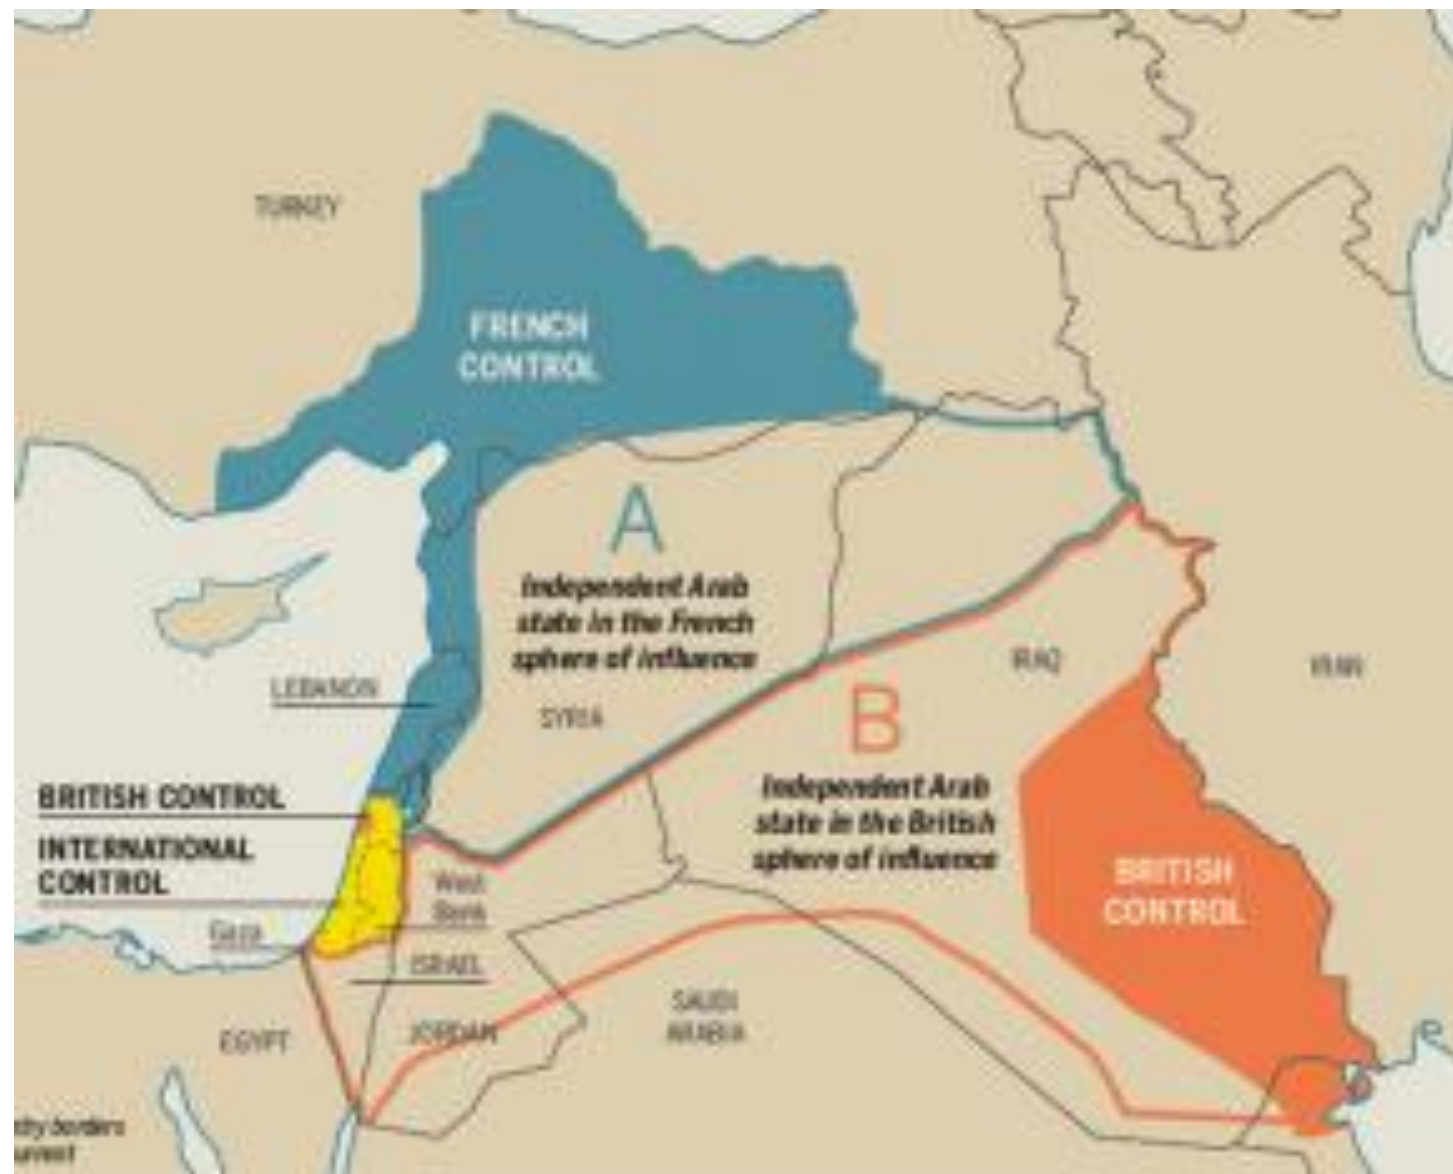 TURKEY
FRENCH
CONTROL
A
Independent Arab
state in the French
sphere of influence
LEBANON
SYRIA
IRAQ
IRAN
B
Independent Arab
state in the British
sphere of influence
BRITISH CONTROL
INTERNATIONAL
CONTROL
Gaza
West
Bank
ISRAEL
BRITISH
CONTROL
EGYPT
JORDAN
SAUDI
ARABIA
borders